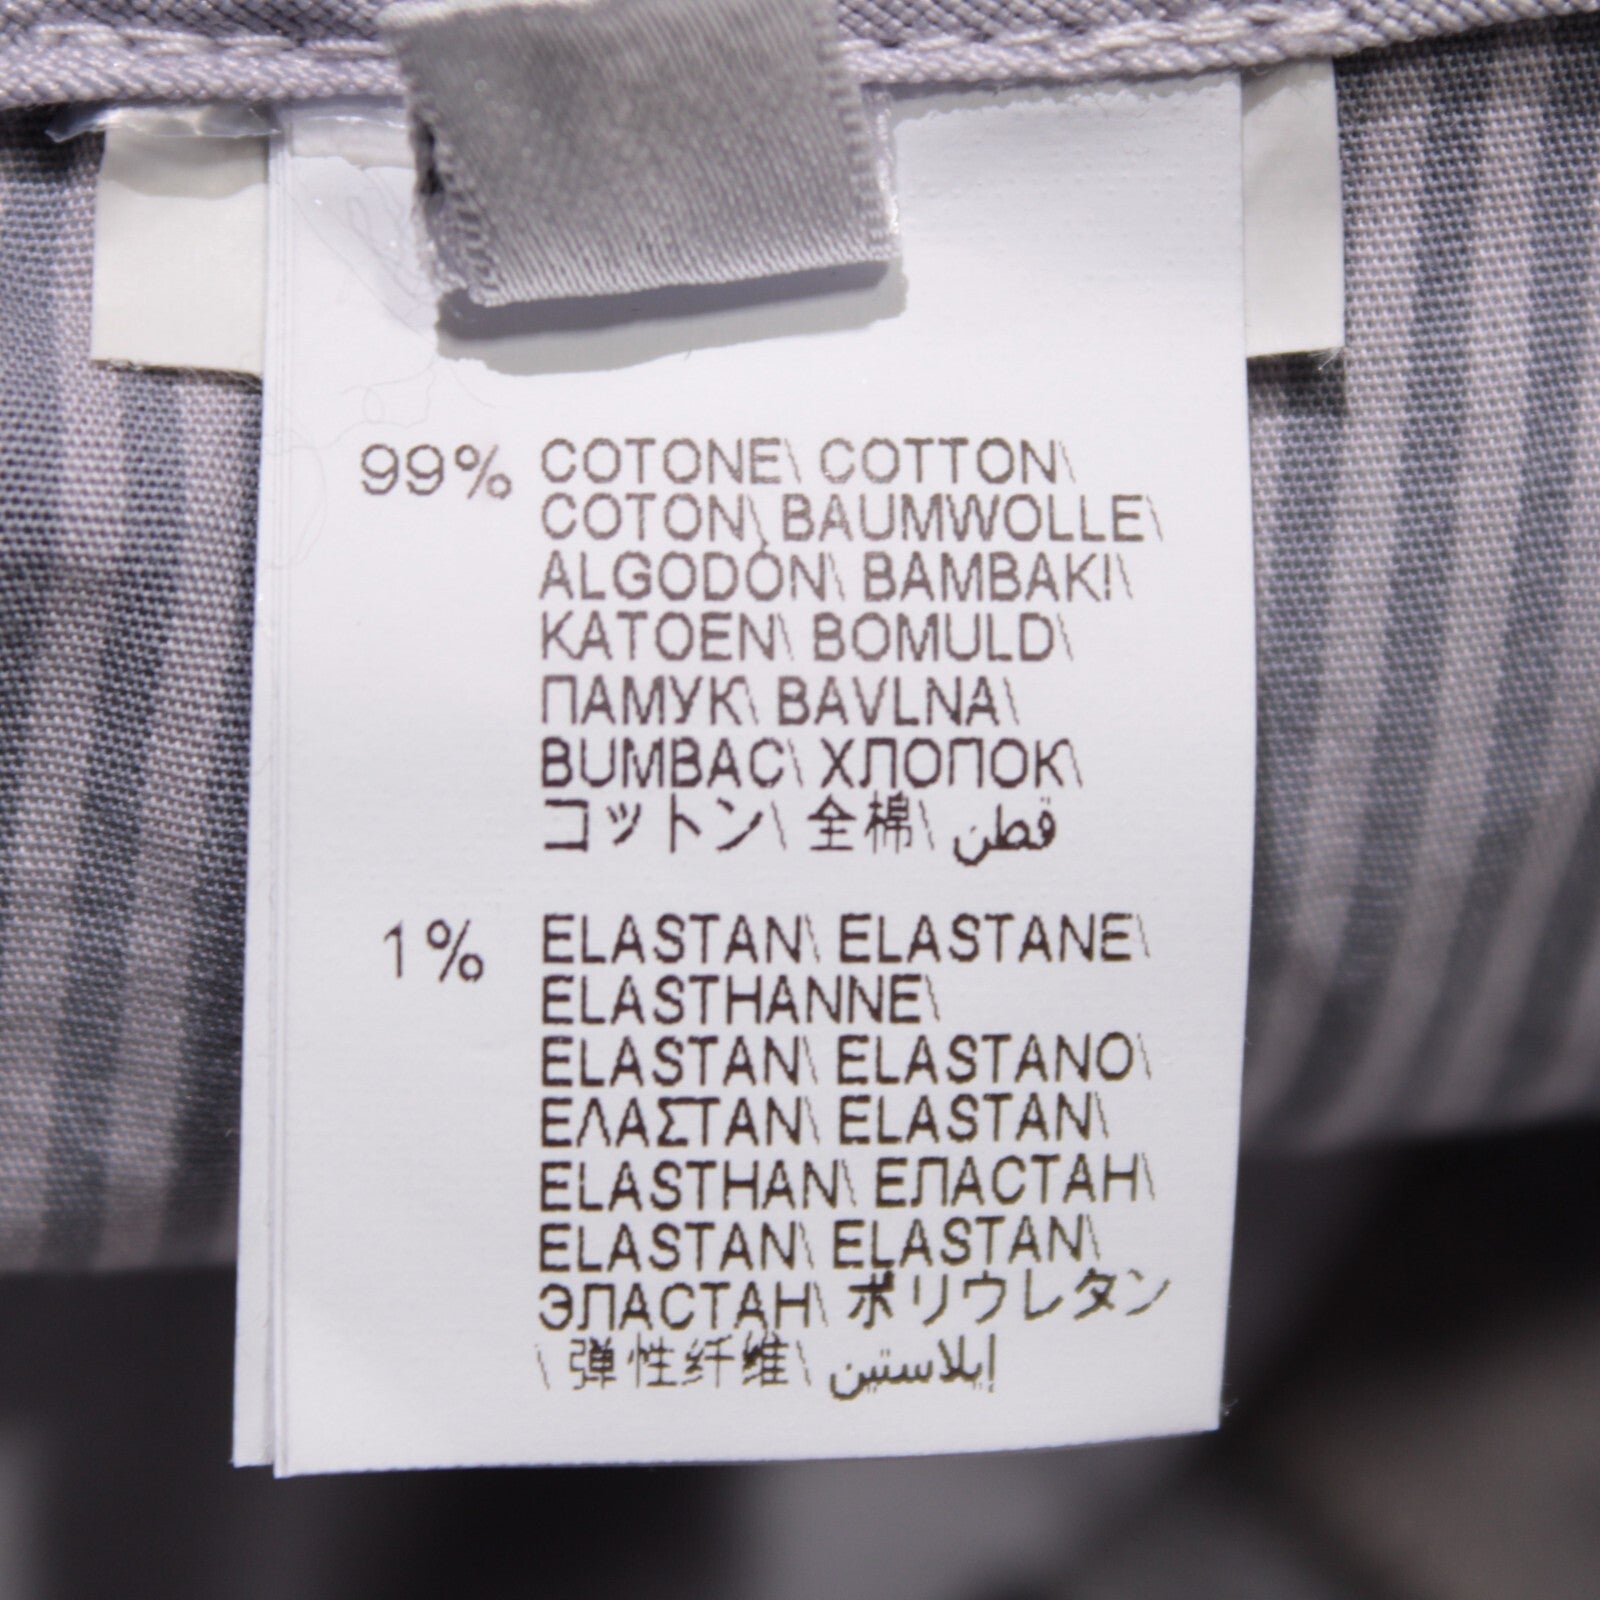 99% COTONE\ COTTON\
COTON\ BAUMWOLLE\
ALGODÓN\ BAMBAKI\
KATOEN\ BOMULD\
ПАМУК\ BAVLNA\
BUMBAC\ ХЛОПОК\
コットン\ 全棉\ قطن
1% ELASTAN\ ELASTANE\
ELASTHANNE\
ELASTAN\ ELASTANO\
ΕΛΑΣΤΑΝ\ ELASTAN\
ELASTHAN\ ЕЛАСТАН\
ELASTAN\ ELASTAN\
ЭЛАСТАН\ ポリウレタン
\ 弹性纤维\ إيلاستين